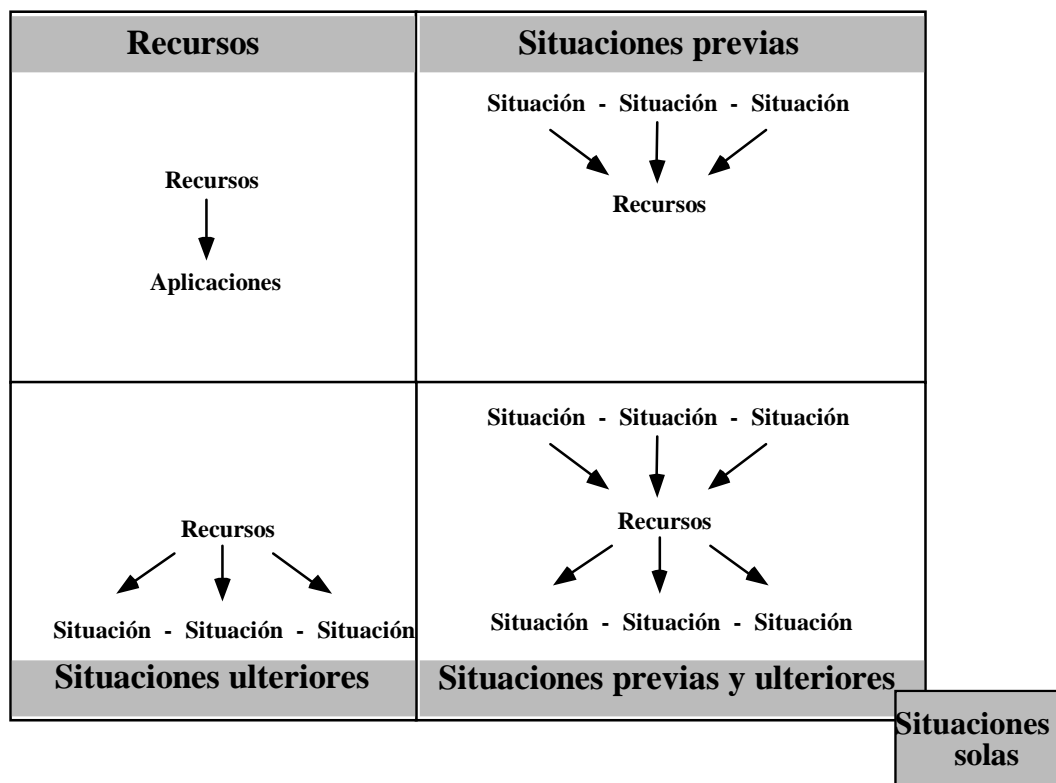 Recursos
Situaciones previas
Situación - Situación - Situación
Recursos
Recursos
Aplicaciones
Situación - Situación - Situación
Recursos
Recursos
Situación - Situación - Situación
Situación - Situación - Situación
Situaciones ulteriores
Situaciones previas y ulteriores
Situaciones
solas